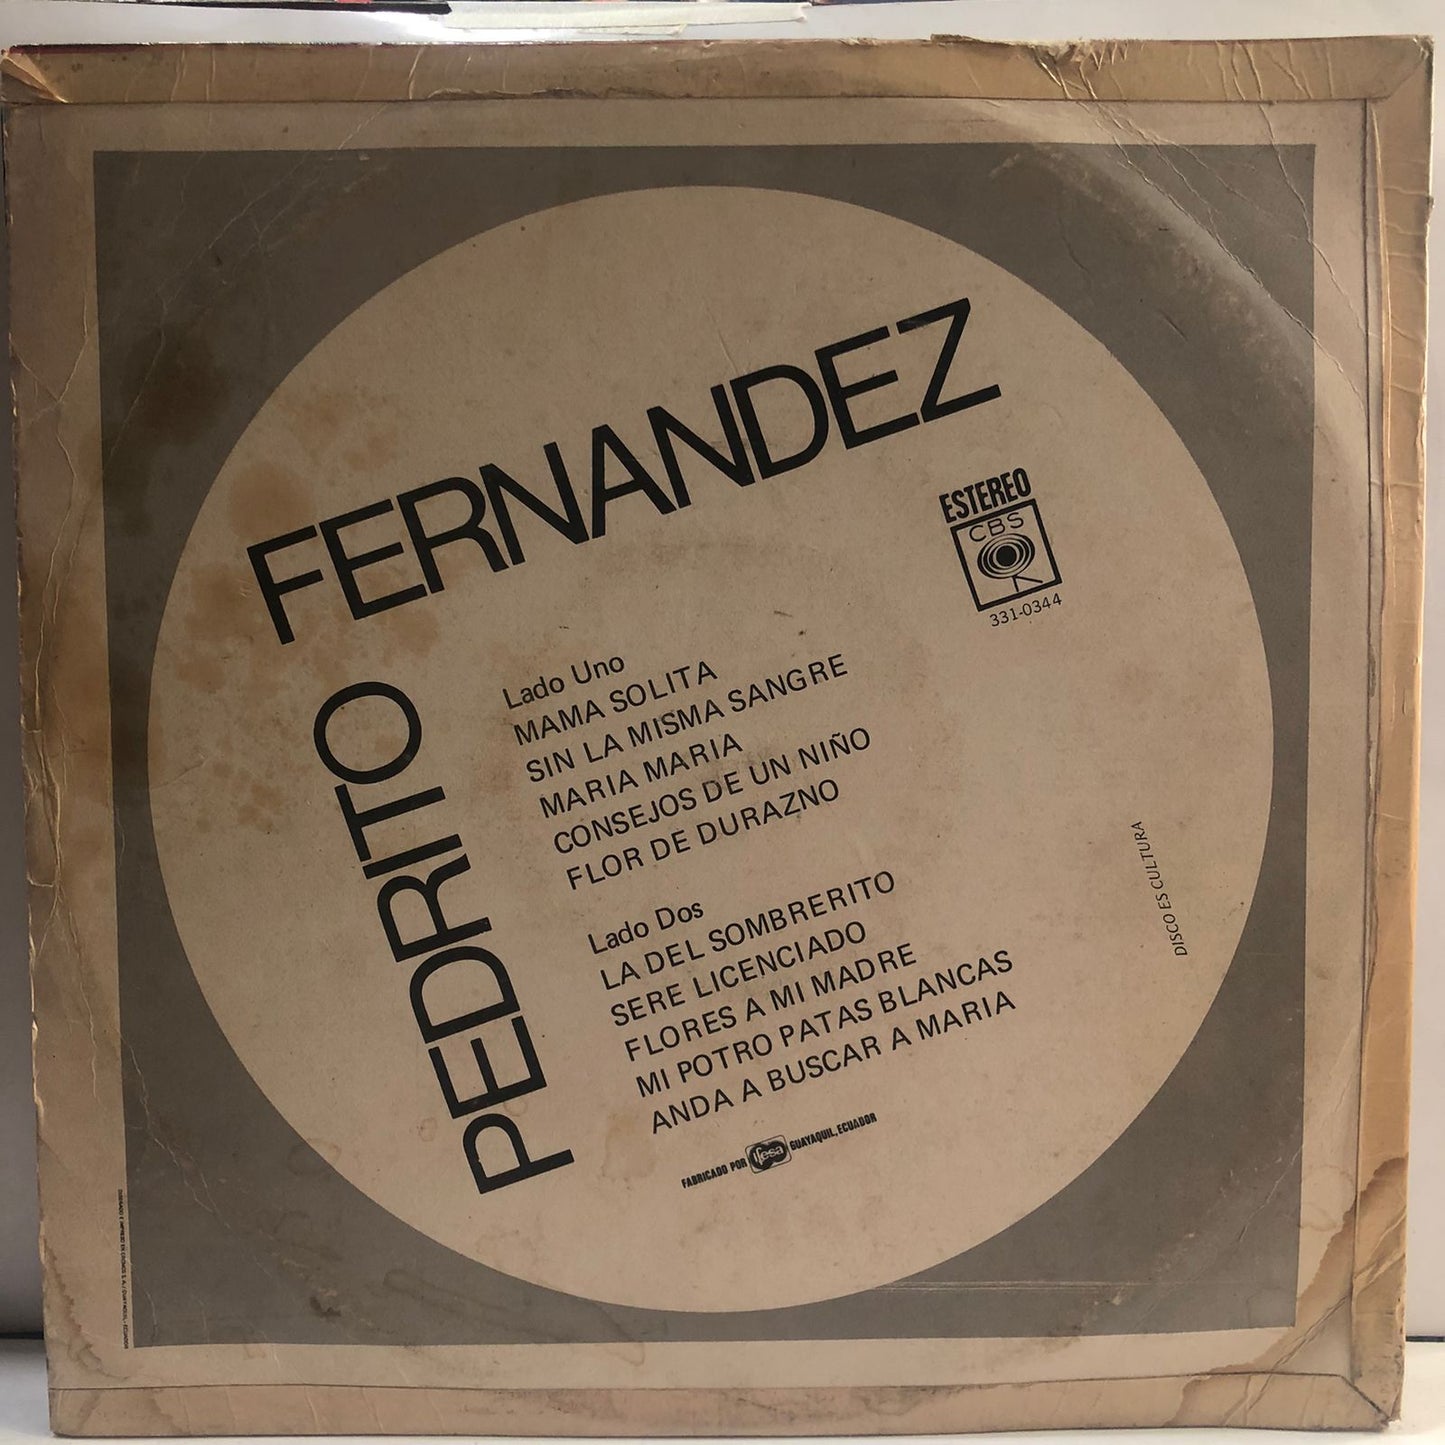 FERNANDEZ
PEDRITO
ESTEREO
CBS
331-0344
Lado Uno
MAMA SOLITA
SIN LA MISMA SANGRE
MARIA MARIA
CONSEJOS DE UN NIÑO
FLOR DE DURAZNO
Lado Dos
LA DEL SOMBRERITO
SERE LICENCIADO
FLORES A MI MADRE
MI POTRO PATAS BLANCAS
ANDA A BUSCAR A MARIA
DISCO ES CULTURA
FABRICADO POR ifesa GUAYAQUIL, ECUADOR